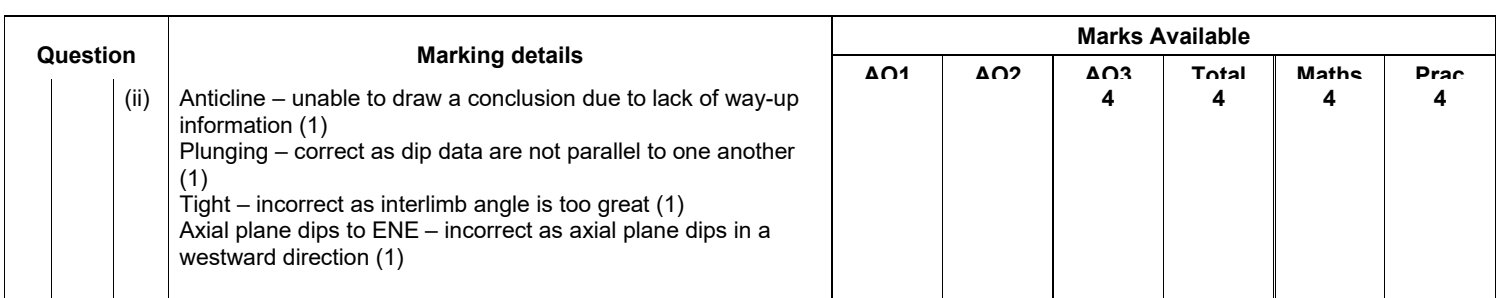 Question Marking details Marks Available
AO1 AO2 AO3 Total Maths Prac
(ii) Anticline – unable to draw a conclusion due to lack of way-up 4 4 4 4
information (1)
Plunging – correct as dip data are not parallel to one another
(1)
Tight – incorrect as interlimb angle is too great (1)
Axial plane dips to ENE – incorrect as axial plane dips in a
westward direction (1)